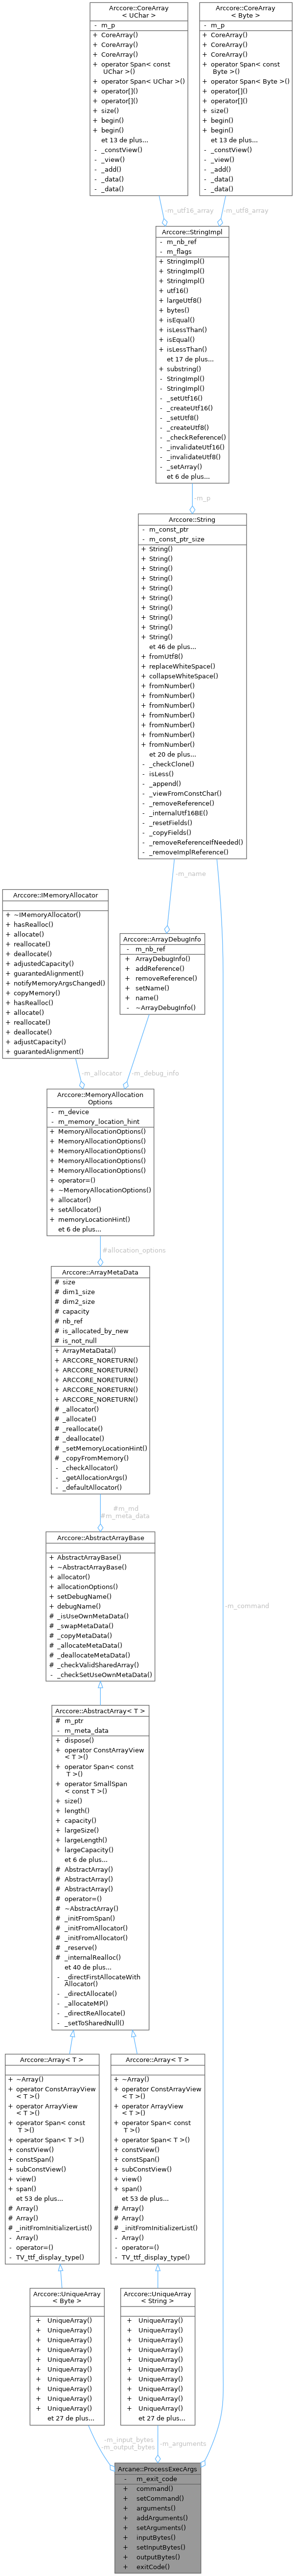 Arccore::CoreArray
< UChar >
- m_p
+ CoreArray()
+ CoreArray()
+ CoreArray()
+ operator Span< const
UChar >()
+ operator Span< UChar >()
+ operator[]()
+ operator[]()
+ size()
+ begin()
+ begin()
et 13 de plus...
- _constView()
- _view()
- _add()
- _data()
- _data()
Arccore::CoreArray
< Byte >
- m_p
+ CoreArray()
+ CoreArray()
+ CoreArray()
+ operator Span< const
Byte >()
+ operator Span< Byte >()
+ operator[]()
+ operator[]()
+ size()
+ begin()
+ begin()
et 13 de plus...
- _constView()
- _view()
- _add()
- _data()
- _data()
-m_utf16_array
-m_utf8_array
Arccore::StringImpl
- m_nb_ref
- m_flags
+ StringImpl()
+ StringImpl()
+ StringImpl()
+ utf16()
+ largeUtf8()
+ bytes()
+ isEqual()
+ isLessThan()
+ isEqual()
+ isLessThan()
et 17 de plus...
+ substring()
- StringImpl()
- StringImpl()
- _setUtf16()
- _createUtf16()
- _setUtf8()
- _createUtf8()
- _checkReference()
- _invalidateUtf16()
- _invalidateUtf8()
- _setArray()
et 6 de plus...
-m_p
Arccore::String
- m_const_ptr
- m_const_ptr_size
+ String()
+ String()
+ String()
+ String()
+ String()
+ String()
+ String()
+ String()
+ String()
+ String()
et 46 de plus...
+ fromUtf8()
+ replaceWhiteSpace()
+ collapseWhiteSpace()
+ fromNumber()
+ fromNumber()
+ fromNumber()
+ fromNumber()
+ fromNumber()
+ fromNumber()
+ fromNumber()
et 20 de plus...
- _checkClone()
- isLess()
- _append()
- _viewFromConstChar()
- _removeReference()
- _internalUtf16BE()
- _resetFields()
- _copyFields()
- _removeReferenceIfNeeded()
- _removeImplReference()
-m_name
Arccore::IMemoryAllocator
+ ~IMemoryAllocator()
+ hasRealloc()
+ allocate()
+ reallocate()
+ deallocate()
+ adjustedCapacity()
+ guarantedAlignment()
+ notifyMemoryArgsChanged()
+ copyMemory()
+ hasRealloc()
+ allocate()
+ reallocate()
+ deallocate()
+ adjustCapacity()
+ guarantedAlignment()
Arccore::ArrayDebugInfo
- m_nb_ref
+ ArrayDebugInfo()
+ addReference()
+ removeReference()
+ setName()
+ name()
- ~ArrayDebugInfo()
-m_allocator
-m_debug_info
Arccore::MemoryAllocation
Options
- m_device
- m_memory_location_hint
+ MemoryAllocationOptions()
+ MemoryAllocationOptions()
+ MemoryAllocationOptions()
+ MemoryAllocationOptions()
+ MemoryAllocationOptions()
+ operator=()
+ ~MemoryAllocationOptions()
+ allocator()
+ setAllocator()
+ memoryLocationHint()
et 6 de plus...
#allocation_options
Arccore::ArrayMetaData
# size
# dim1_size
# dim2_size
# capacity
# nb_ref
# is_allocated_by_new
# is_not_null
+ ArrayMetaData()
+ ARCCORE_NORETURN()
+ ARCCORE_NORETURN()
+ ARCCORE_NORETURN()
+ ARCCORE_NORETURN()
+ ARCCORE_NORETURN()
# _allocator()
# _allocate()
# _reallocate()
# _deallocate()
# _setMemoryLocationHint()
# _copyFromMemory()
- _checkAllocator()
- _getAllocationArgs()
- _defaultAllocator()
#m_md
#m_meta_data
-m_command
Arccore::AbstractArrayBase
+ AbstractArrayBase()
+ ~AbstractArrayBase()
+ allocator()
+ allocationOptions()
+ setDebugName()
+ debugName()
# _isUseOwnMetaData()
# _swapMetaData()
# _copyMetaData()
# _allocateMetaData()
# _deallocateMetaData()
# _checkValidSharedArray()
- _checkSetUseOwnMetaData()
Arccore::AbstractArray< T >
# m_ptr
- m_meta_data
+ dispose()
+ operator ConstArrayView
< T >()
+ operator Span< const
T >()
+ operator SmallSpan
< const T >()
+ size()
+ length()
+ capacity()
+ largeSize()
+ largeLength()
+ largeCapacity()
et 6 de plus...
# AbstractArray()
# AbstractArray()
# AbstractArray()
# operator=()
# ~AbstractArray()
# _initFromSpan()
# _initFromAllocator()
# _initFromAllocator()
# _reserve()
# _internalRealloc()
et 40 de plus...
- _directFirstAllocateWith
Allocator()
- _directAllocate()
- _allocateMP()
- _directReAllocate()
- _setToSharedNull()
Arccore::Array< T >
+ ~Array()
+ operator ConstArrayView
< T >()
+ operator ArrayView
< T >()
+ operator Span< const
T >()
+ operator Span< T >()
+ constView()
+ constSpan()
+ subConstView()
+ view()
+ span()
et 53 de plus...
# Array()
# Array()
# _initFromInitializerList()
- Array()
- operator=()
- TV_ttf_display_type()
Arccore::Array< T >
+ ~Array()
+ operator ConstArrayView
< T >()
+ operator ArrayView
< T >()
+ operator Span< const
T >()
+ operator Span< T >()
+ constView()
+ constSpan()
+ subConstView()
+ view()
+ span()
et 53 de plus...
# Array()
# Array()
# _initFromInitializerList()
- Array()
- operator=()
- TV_ttf_display_type()
Arccore::UniqueArray
< Byte >
+ UniqueArray()
+ UniqueArray()
+ UniqueArray()
+ UniqueArray()
+ UniqueArray()
+ UniqueArray()
+ UniqueArray()
+ UniqueArray()
+ UniqueArray()
+ UniqueArray()
et 27 de plus...
Arccore::UniqueArray
< String >
+ UniqueArray()
+ UniqueArray()
+ UniqueArray()
+ UniqueArray()
+ UniqueArray()
+ UniqueArray()
+ UniqueArray()
+ UniqueArray()
+ UniqueArray()
+ UniqueArray()
et 27 de plus...
-m_input_bytes
-m_output_bytes
-m_arguments
Arcane::ProcessExecArgs
- m_exit_code
+ command()
+ setCommand()
+ arguments()
+ addArguments()
+ setArguments()
+ inputBytes()
+ setInputBytes()
+ outputBytes()
+ exitCode()